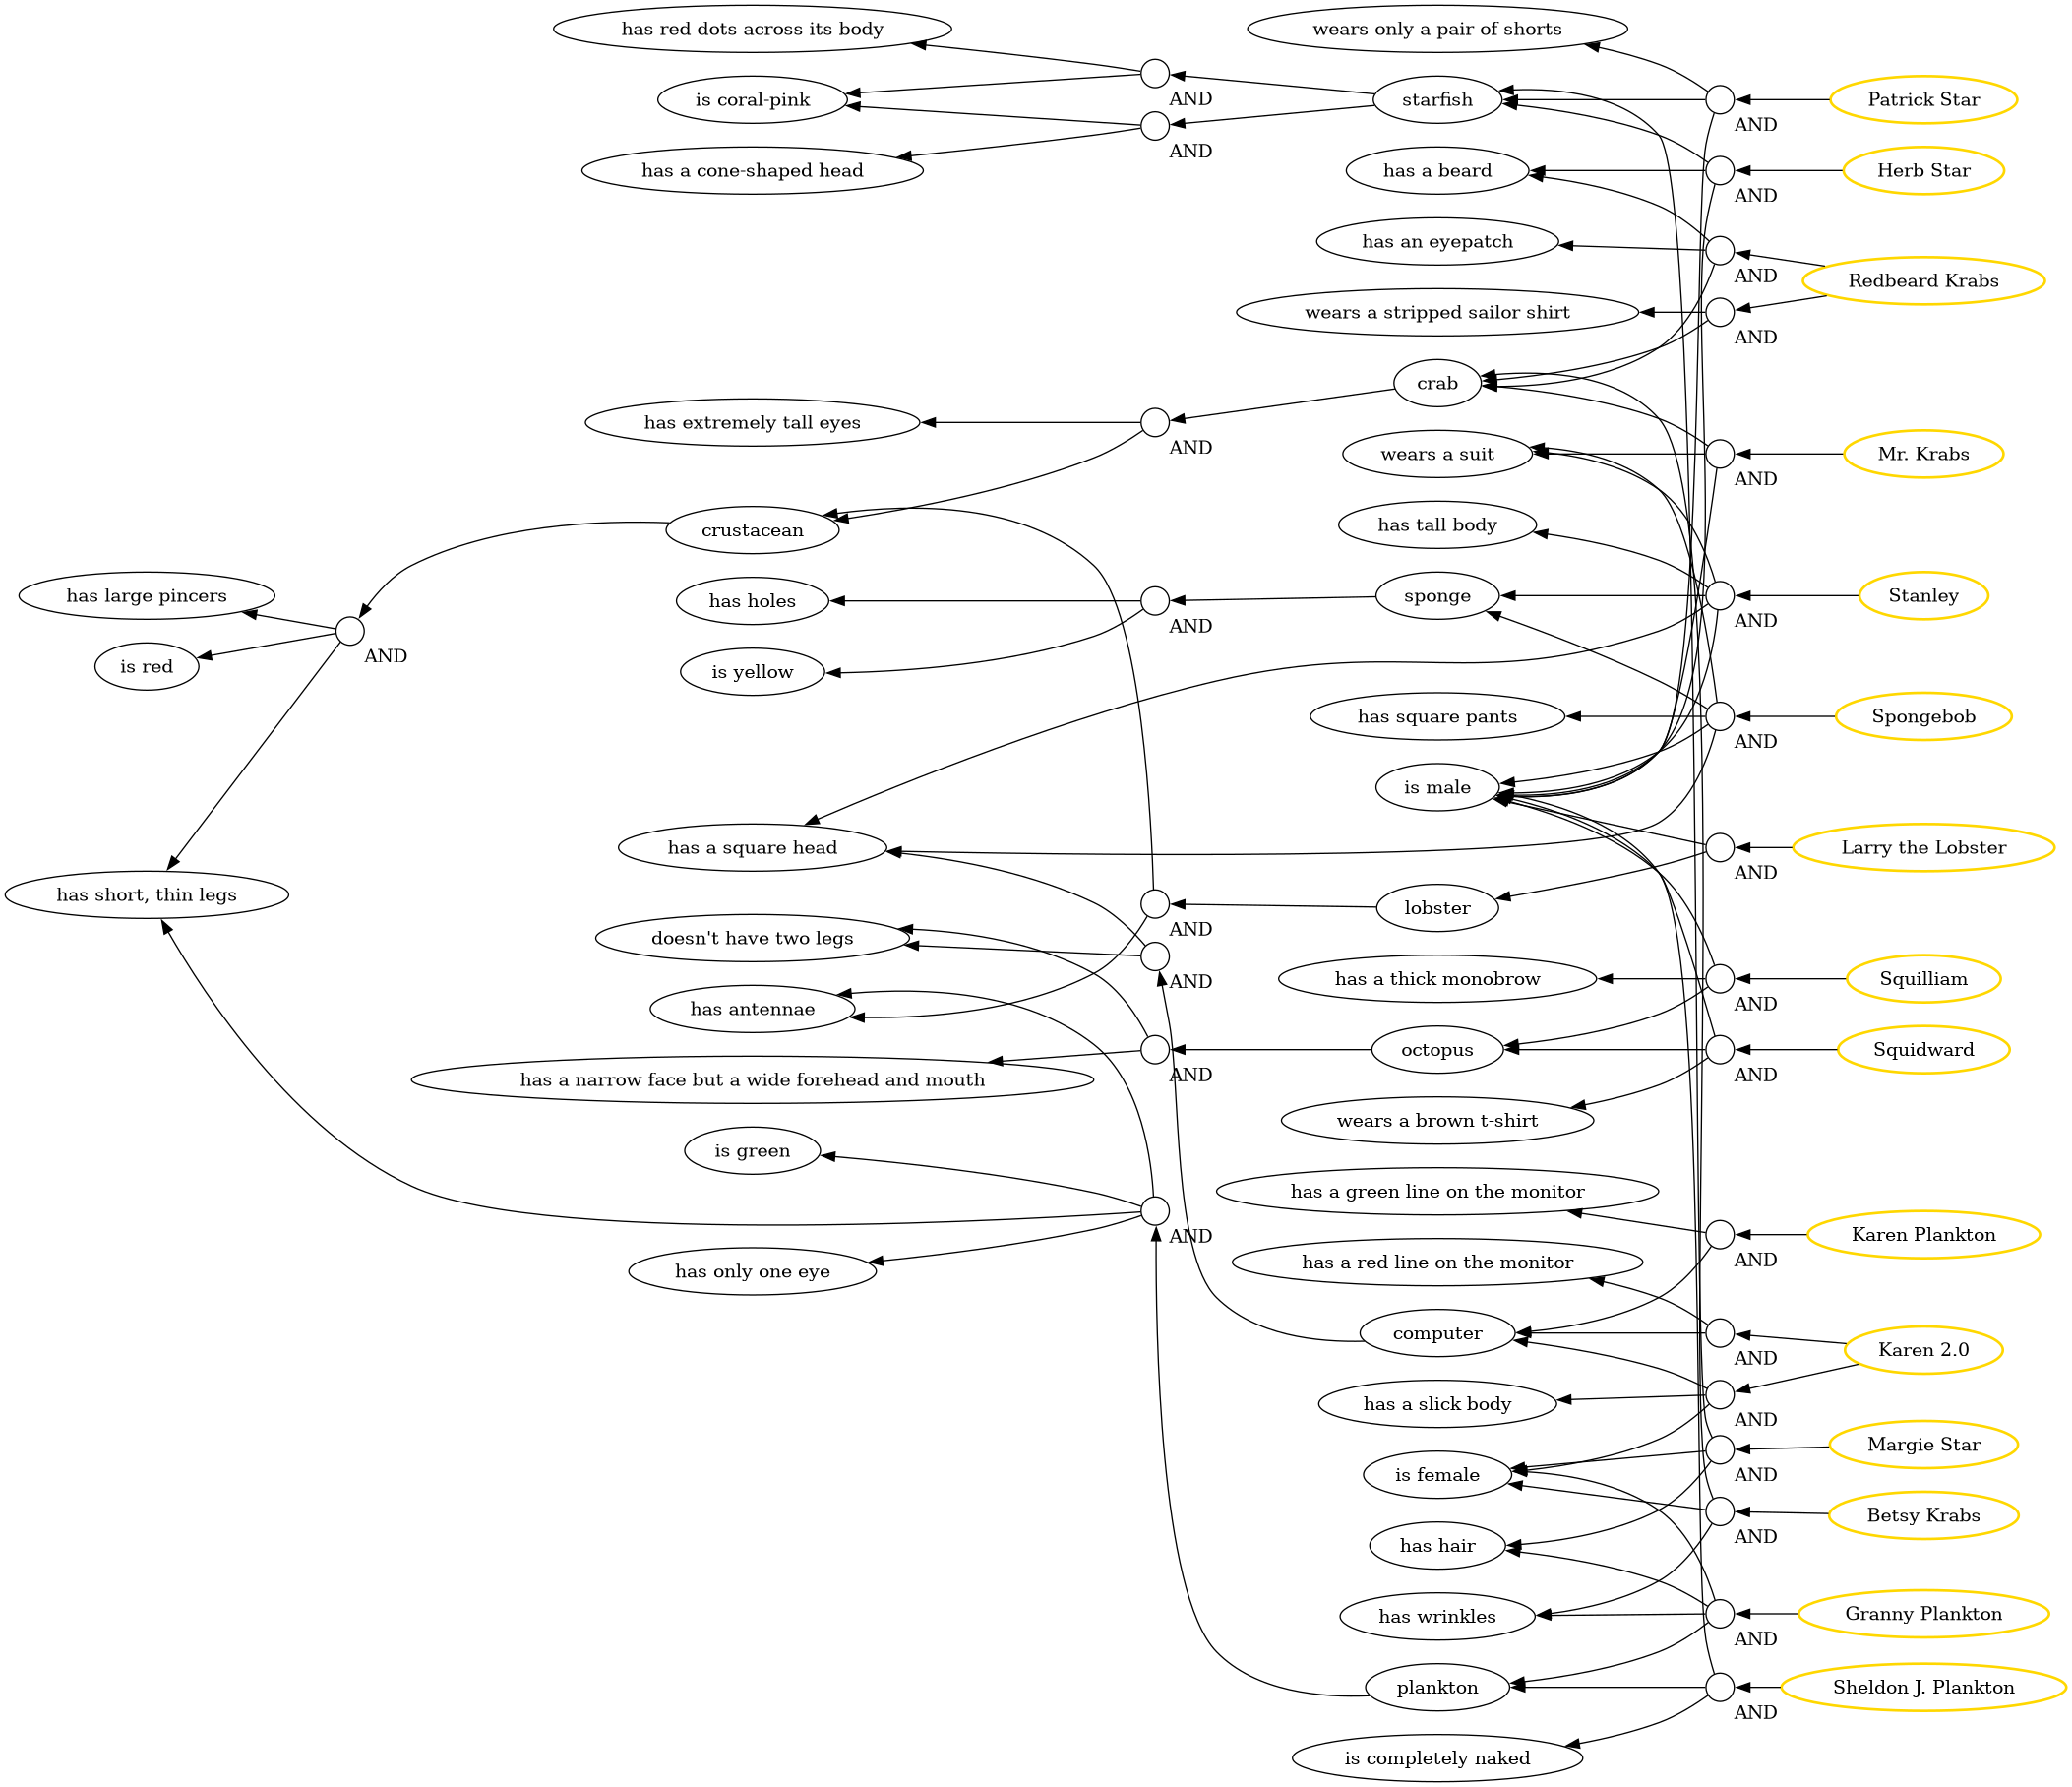 has red dots across its body
is coral-pink
has a cone-shaped head
AND
AND
wears only a pair of shorts
starfish
has a beard
has an eyepatch
wears a stripped sailor shirt
crab
AND
Patrick Star
AND
Herb Star
AND
Redbeard Krabs
AND
has extremely tall eyes
AND
crustacean
has large pincers
is red
AND
has short, thin legs
wears a suit
has tall body
sponge
has square pants
is male
AND
Mr. Krabs
AND
Stanley
AND
Spongebob
has holes
is yellow
AND
has a square head
doesn't have two legs
has antennae
has a narrow face but a wide forehead and mouth
is green
has only one eye
AND
AND
AND
AND
lobster
has a thick monobrow
octopus
wears a brown t-shirt
AND
Larry the Lobster
AND
Squilliam
AND
Squidward
has a green line on the monitor
has a red line on the monitor
computer
has a slick body
is female
has hair
has wrinkles
plankton
is completely naked
AND
Karen Plankton
AND
Karen 2.0
AND
AND
Margie Star
AND
Betsy Krabs
AND
Granny Plankton
AND
Sheldon J. Plankton